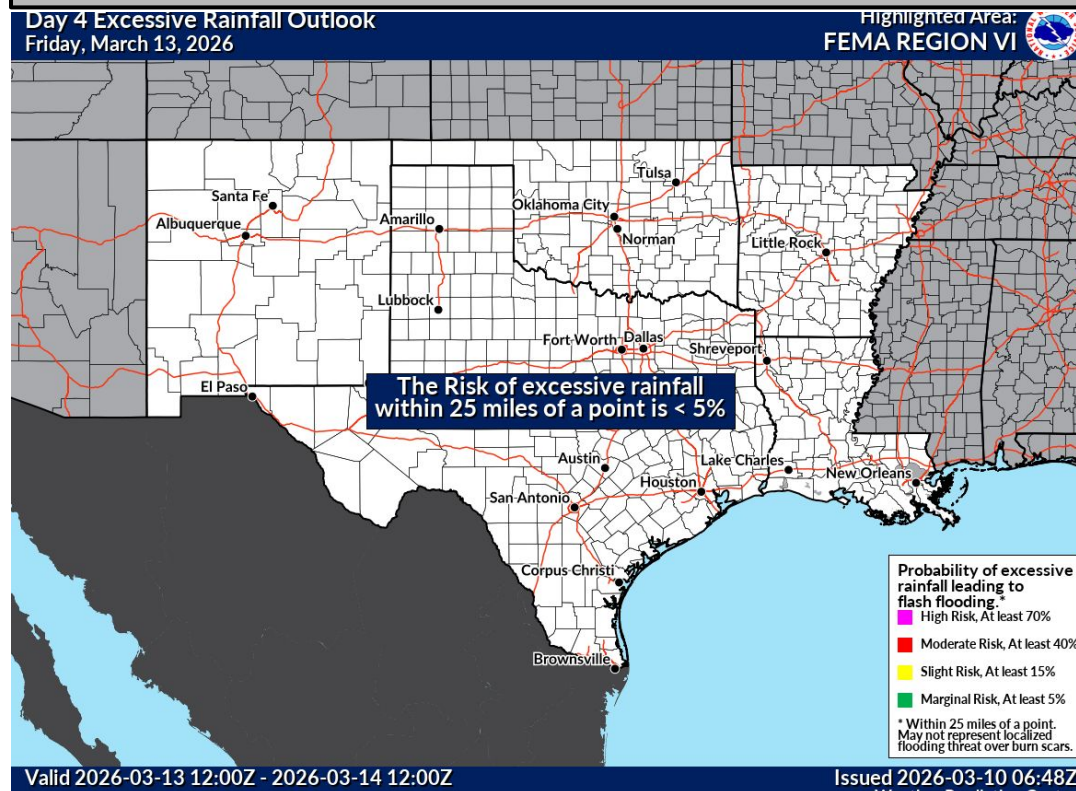 Day 4 Excessive Rainfall Outlook
Friday, March 13, 2026
Highlighted Area:
FEMA REGION VI
Santa Fe
Albuquerque
Amarillo
Tulsa
Oklahoma City
Norman
Little Rock
Lubbock
Fort Worth
Dallas
Shreveport
El Paso
The Risk of excessive rainfall
within 25 miles of a point is < 5%
Austin
Lake Charles
Houston
New Orleans
San Antonio
Corpus Christi
Brownsville
Probability of excessive
rainfall leading to
flash flooding.*
High Risk, At least 70%
Moderate Risk, At least 40%
Slight Risk, At least 15%
Marginal Risk, At least 5%
* Within 25 miles of a point.
May not represent localized
flooding threat over burn scars.
Valid 2026-03-13 12:00Z - 2026-03-14 12:00Z
Issued 2026-03-10 06:48Z